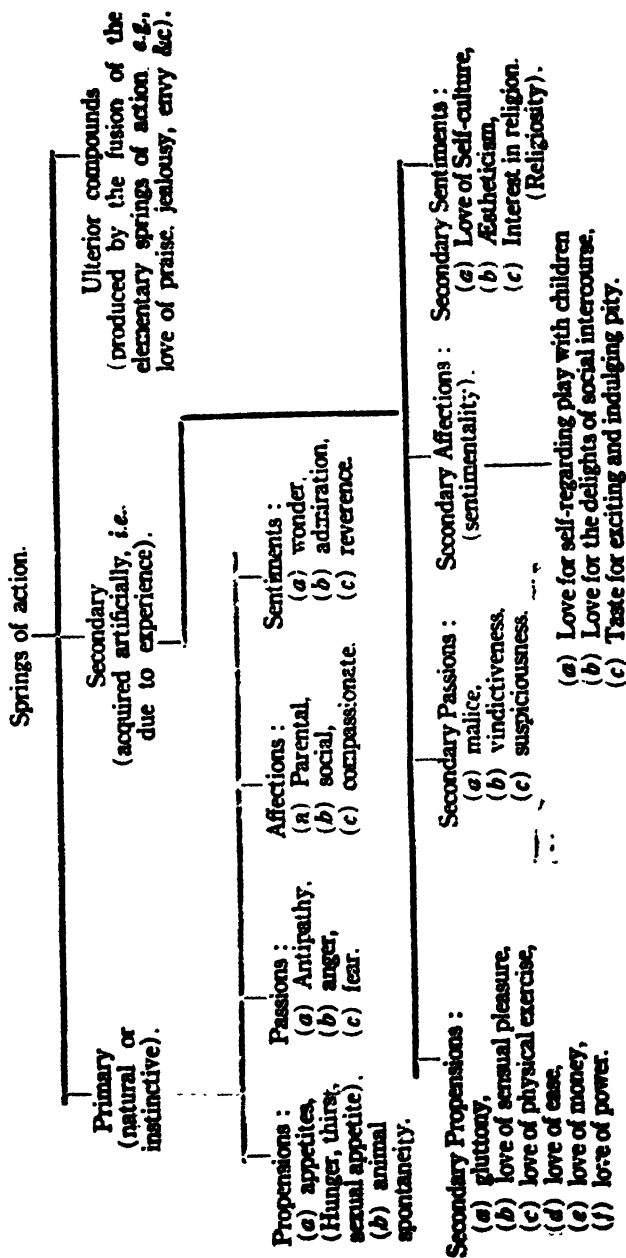 Springs of action.
Primary
(natural or
instinctive).
Secondary
(acquired artificially, i.e.
due to experience).
Ulterior compounds
(produced by the fusion of the
elementary springs of action e.g.,
love of praise, jealousy, envy &c).
Propensions :
(a) appetites,
(Hunger, thirst,
sexual appetite).
(b) animal
spontaneity.
Passions :
(a) Antipathy,
(b) anger,
(c) fear.
Affections :
(a) Parental,
(b) social,
(c) compassionate.
Sentiments :
(a) wonder,
(b) admiration,
(c) reverence.
Secondary Propensions :
(a) gluttony,
(b) love of sensual pleasure,
(c) love of physical exercise,
(d) love of ease,
(e) love of money,
(f) love of power.
Secondary Passions :
(a) malice,
(b) vindictiveness,
(c) suspiciousness.
Secondary Affections :
(sentimentality).
(a) Love for self-regarding play with children
(b) Love for the delights of social intercourse,
(c) Taste for exciting and indulging pity.
Secondary Sentiments :
(a) Love of Self-culture,
(b) Æstheticism,
(c) Interest in religion.
(Religiosity).